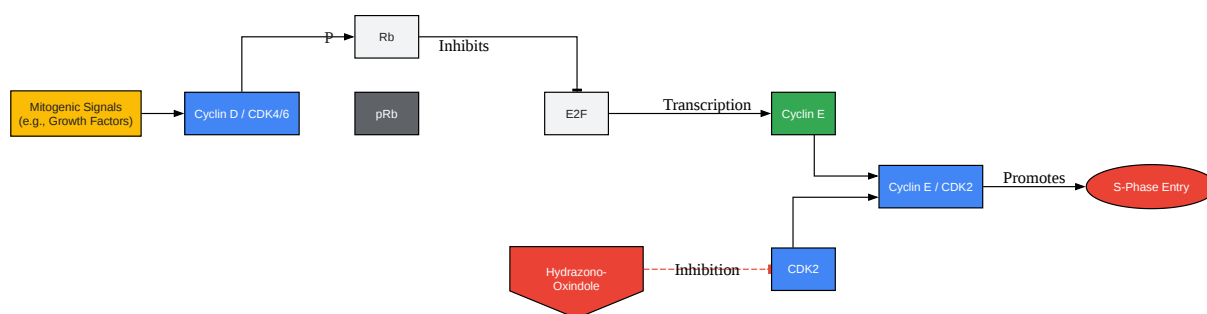 P
Rb
Inhibits
Mitogenic Signals
(e.g., Growth Factors)
Cyclin D / CDK4/6
pRb
E2F
Transcription
Cyclin E
Cyclin E / CDK2
Promotes
S-Phase Entry
Hydrazono-
Oxindole
Inhibition
CDK2